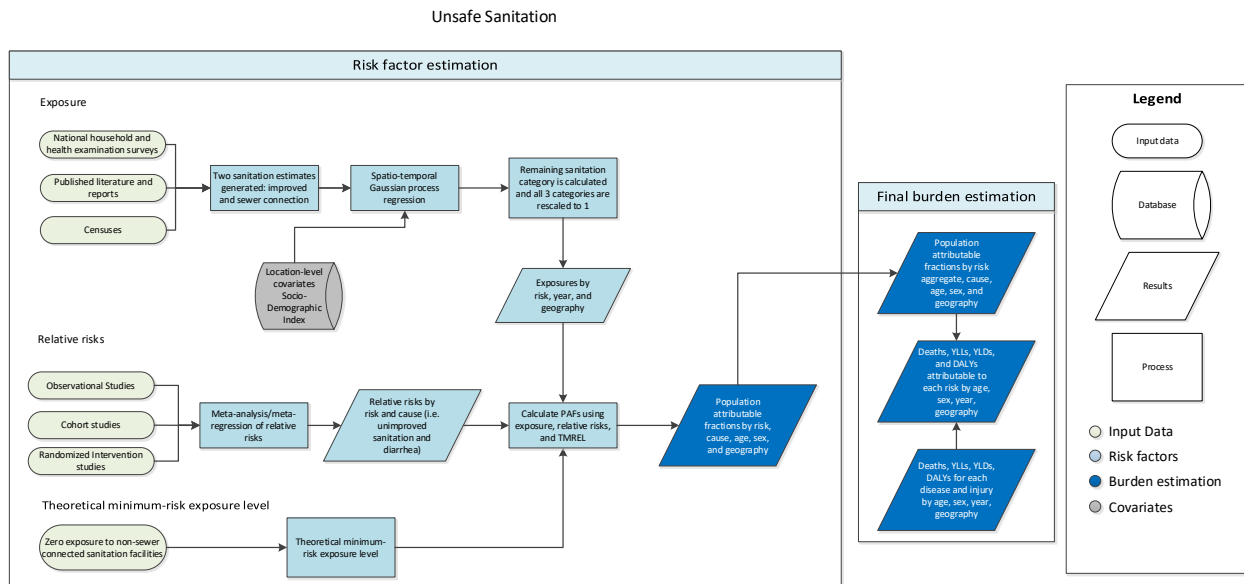 Unsafe Sanitation
Risk factor estimation
Exposure
National household and
health examination surveys
Published literature and
reports
Censuses
Two sanitation estimates
generated: improved
and sewer connection
Spatio-temporal
Gaussian process
regression
Remaining sanitation
category is calculated
and all 3 categories are
rescaled to 1
Location-level
covariates
Socio-
Demographic
Index
Exposures by
risk, year, and
geography
Relative risks
Observational Studies
Cohort studies
Randomized Intervention
studies
Meta-analysis/meta-
regression of relative
risks
Relative risks by
risk and cause (i.e.
unimproved
sanitation and
diarrhea)
Calculate PAFs using
exposure, relative risks,
and TMREL
Population
attributable
fractions by risk,
cause, age, sex,
and geography
Theoretical minimum-risk exposure level
Zero exposure to non-sewer
connected sanitation facilities
Theoretical minimum-
risk exposure level
Final burden estimation
Population
attributable
fractions by risk
aggregate, cause,
age, sex, and
geography
Deaths, YLLs, YLDs,
and DALYs
attributable to
each risk by age,
sex, year,
geography
Deaths, YLLs, YLDs,
DALYs for each
disease and injury
by age, sex, year,
geography
Legend
Input data
Database
Results
Process
Input Data
Risk factors
Burden estimation
Covariates